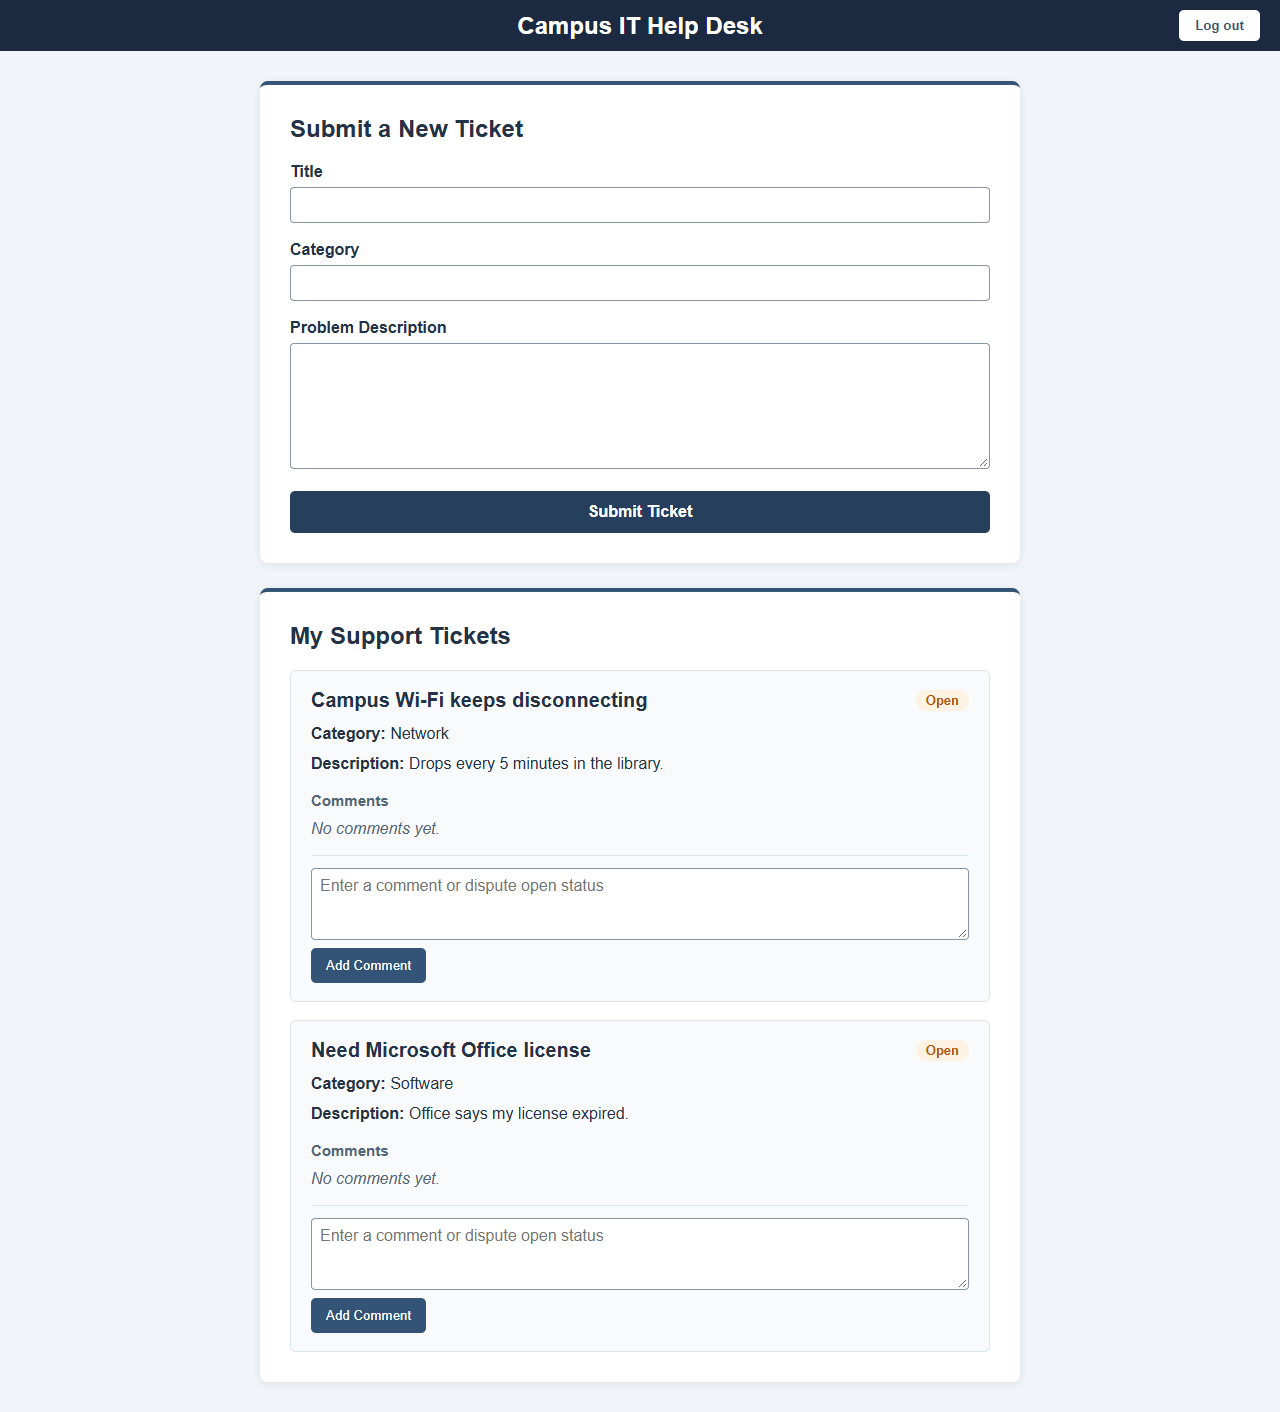 Campus IT Help Desk
Log out
Submit a New Ticket
Title
Category
Problem Description
Submit Ticket
My Support Tickets
Campus Wi-Fi keeps disconnecting
Open
Category: Network
Description: Drops every 5 minutes in the library.
Comments
No comments yet.
Enter a comment or dispute open status
Add Comment
Need Microsoft Office license
Open
Category: Software
Description: Office says my license expired.
Comments
No comments yet.
Enter a comment or dispute open status
Add Comment